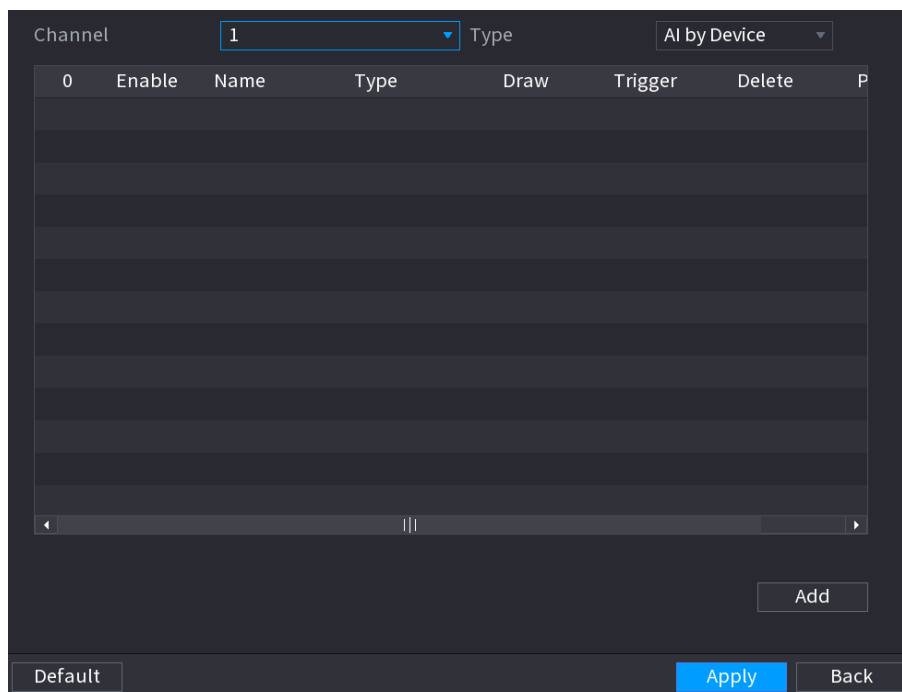 Channel 1 Type AI by Device
0 Enable Name Type Draw Trigger Delete P
Add
Default Apply Back